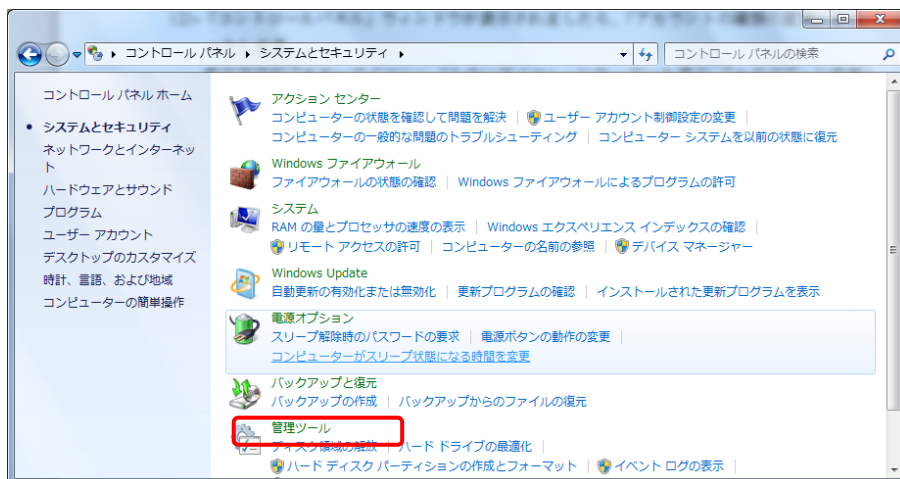 コントロール パネル ▸ システムとセキュリティ ▸
コントロール パネルの検索
コントロール パネル ホーム
システムとセキュリティ
ネットワークとインターネッ
ト
ハードウェアとサウンド
プログラム
ユーザー アカウント
デスクトップのカスタマイズ
時計、言語、および地域
コンピューターの簡単操作
アクション センター
コンピューターの状態を確認して問題を解決 | ユーザー アカウント制御設定の変更 |
コンピューターの一般的な問題のトラブルシューティング | コンピューター システムを以前の状態に復元
Windows ファイアウォール
ファイアウォールの状態の確認 | Windows ファイアウォールによるプログラムの許可
システム
RAM の量とプロセッサの速度の表示 | Windows エクスペリエンス インデックスの確認 |
リモート アクセスの許可 | コンピューターの名前の参照 | デバイス マネージャー
Windows Update
自動更新の有効化または無効化 | 更新プログラムの確認 | インストールされた更新プログラムを表示
電源オプション
スリープ解除時のパスワードの要求 | 電源ボタンの動作の変更 |
コンピューターがスリープ状態になる時間を変更
バックアップと復元
バックアップの作成 | バックアップからのファイルの復元
管理ツール
ディスク領域の解放 | ハード ドライブの最適化 |
ハード ディスク パーティションの作成とフォーマット | イベント ログの表示 |